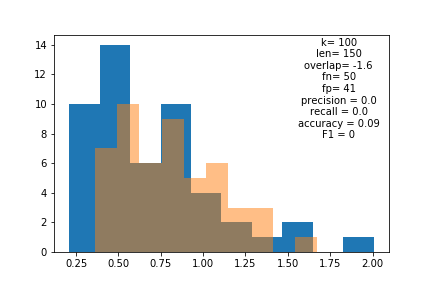 k= 100
len= 150
overlap= -1.6
fn= 50
fp= 41
precision = 0.0
recall = 0.0
accuracy = 0.09
F1 = 0
14
12
10
8
6
4
2
0
0.25 0.50 0.75 1.00 1.25 1.50 1.75 2.00